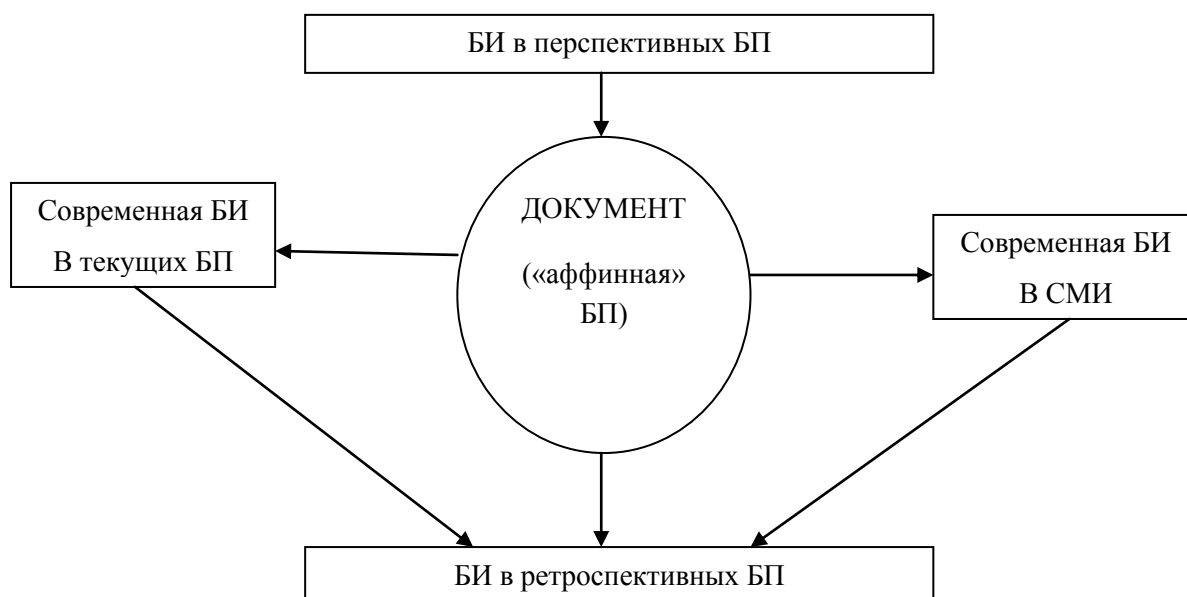 БИ в перспективных БП
ДОКУМЕНТ
(«аффинная»
БП)
Современная БИ
В текущих БП
Современная БИ
В СМИ
БИ в ретроспективных БП